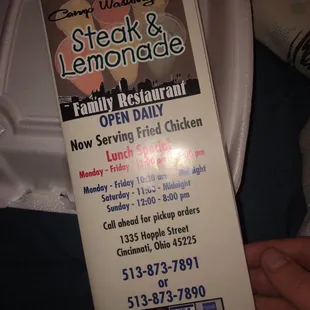 Camp Washington
Steak &
Lemonade
Family Restaurant
OPEN DAILY
Now Serving Fried Chicken
Lunch Special
Monday - Friday pm
Monday - Friday 10:30 am Midnight
Saturday - 11:00 - Midnight
Sunday - 12:00 - 8:00 pm
Call ahead for pickup orders
1335 Hopple Street
Cincinnati, Ohio 45225
513-873-7891
or
513-873-7890